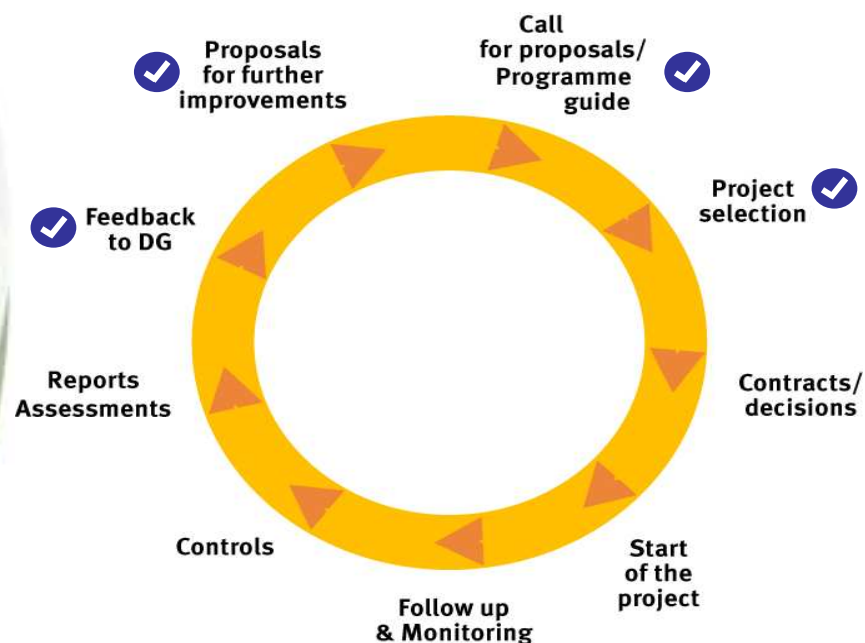 Call
for proposals/
Programme
guide
Project
selection
Contracts/
decisions
Start
of the
project
Follow up
& Monitoring
Controls
Reports
Assessments
Feedback
to DG
Proposals
for further
improvements